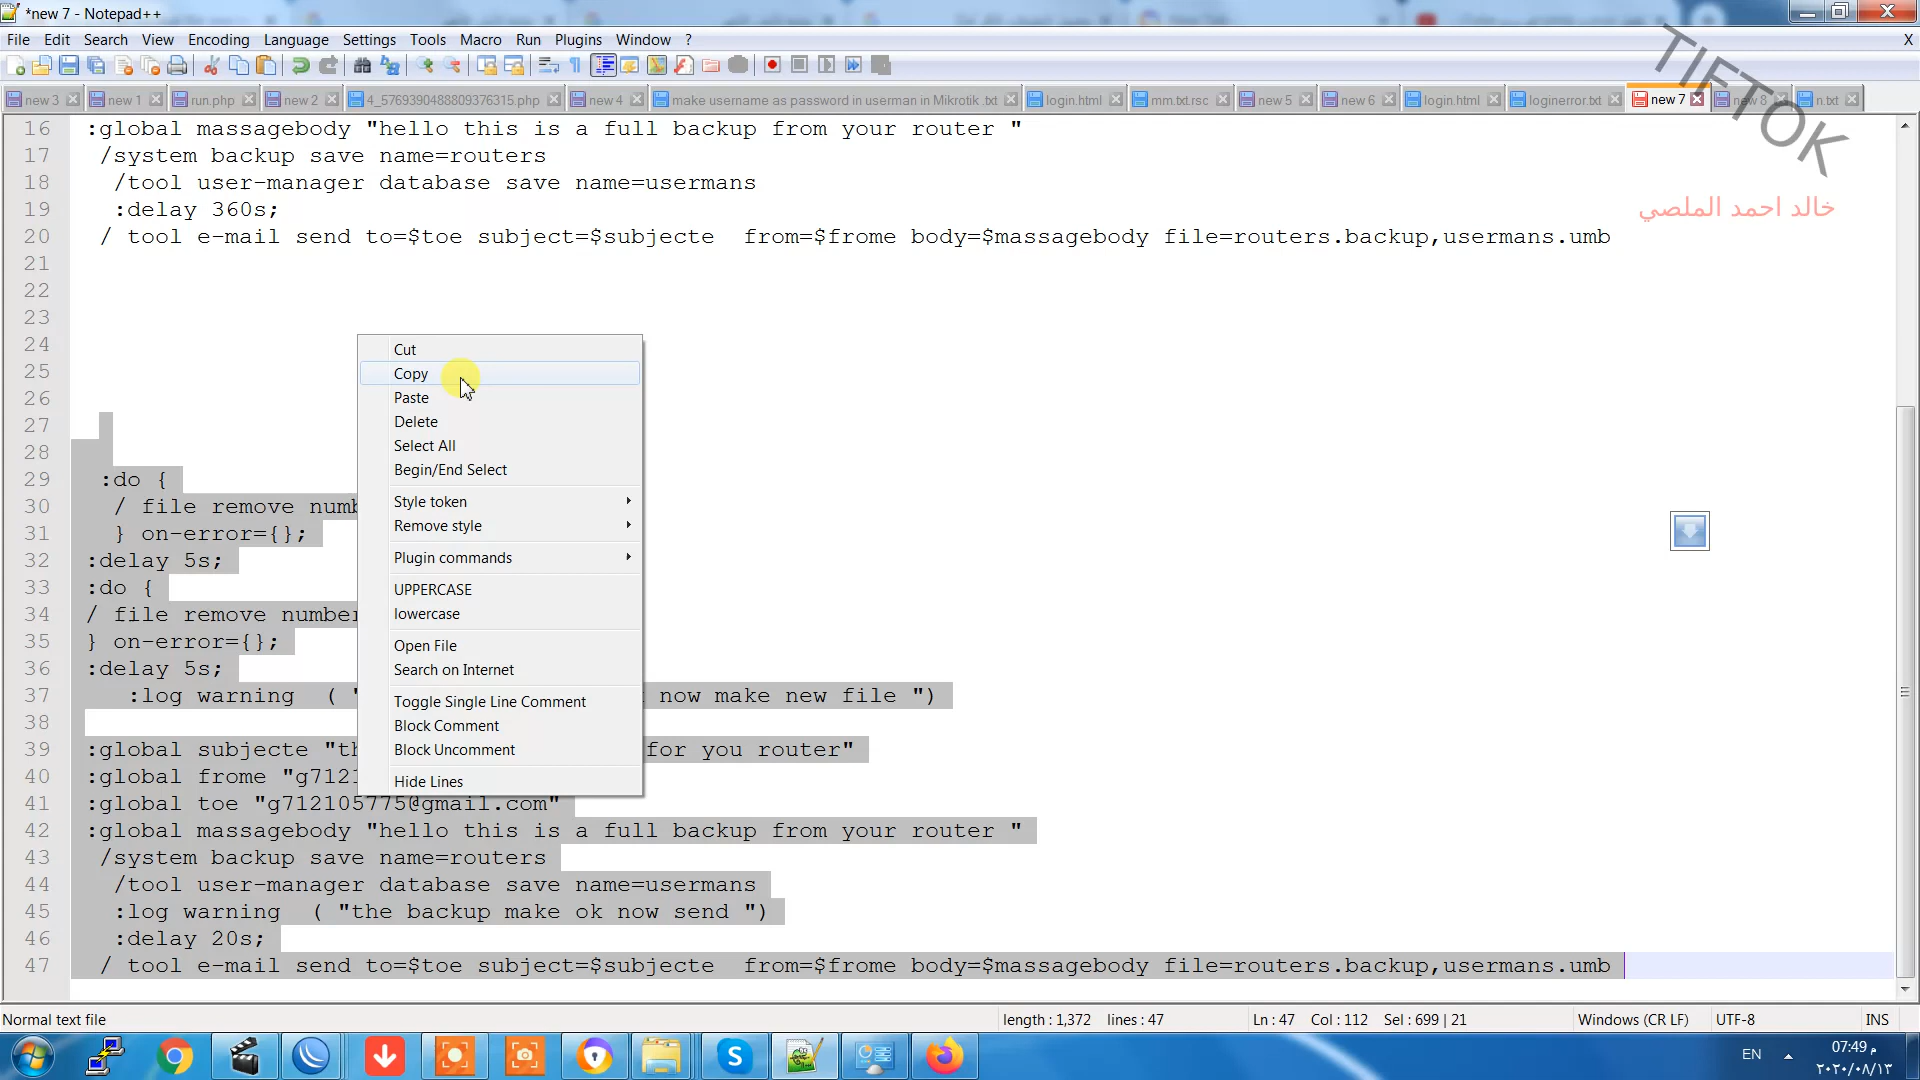 *new 7 - Notepad++
File Edit Search View Encoding Language Settings Tools Macro Run Plugins Window ? X
new 3 new 1 run.php new 2 4_5769390488809376315.php new 4 make username as password in userman in Mikrotik .txt login.html mm.txt.rsc new 5 new 6 login.html loginerror.txt new 7 new 8 n.txt
TIFTOK
خالد احمد الملصي
16 :global massagebody "hello this is a full backup from your router "
17 /system backup save name=routers
18 /tool user-manager database save name=usermans
19 :delay 360s;
20 / tool e-mail send to=$toe subject=$subjecte from=$frome body=$massagebody file=routers.backup,usermans.umb
21
22
23
24
25
26
27
28
29 :do {
30 / file remove numb
31 } on-error={};
32 :delay 5s;
33 :do {
34 / file remove number
35 } on-error={};
36 :delay 5s;
37 :log warning ( " now make new file ")
38
39 :global subjecte "th for you router"
40 :global frome "g7121
41 :global toe "g712105775@gmail.com"
42 :global massagebody "hello this is a full backup from your router "
43 /system backup save name=routers
44 /tool user-manager database save name=usermans
45 :log warning ( "the backup make ok now send ")
46 :delay 20s;
47 / tool e-mail send to=$toe subject=$subjecte from=$frome body=$massagebody file=routers.backup,usermans.umb
Cut
Copy
Paste
Delete
Select All
Begin/End Select
Style token
Remove style
Plugin commands
UPPERCASE
lowercase
Open File
Search on Internet
Toggle Single Line Comment
Block Comment
Block Uncomment
Hide Lines
Normal text file length : 1,372 lines : 47 Ln : 47 Col : 112 Sel : 699 | 21 Windows (CR LF) UTF-8 INS
EN
07:49 م
٢٠٢٠/٠٨/١٣